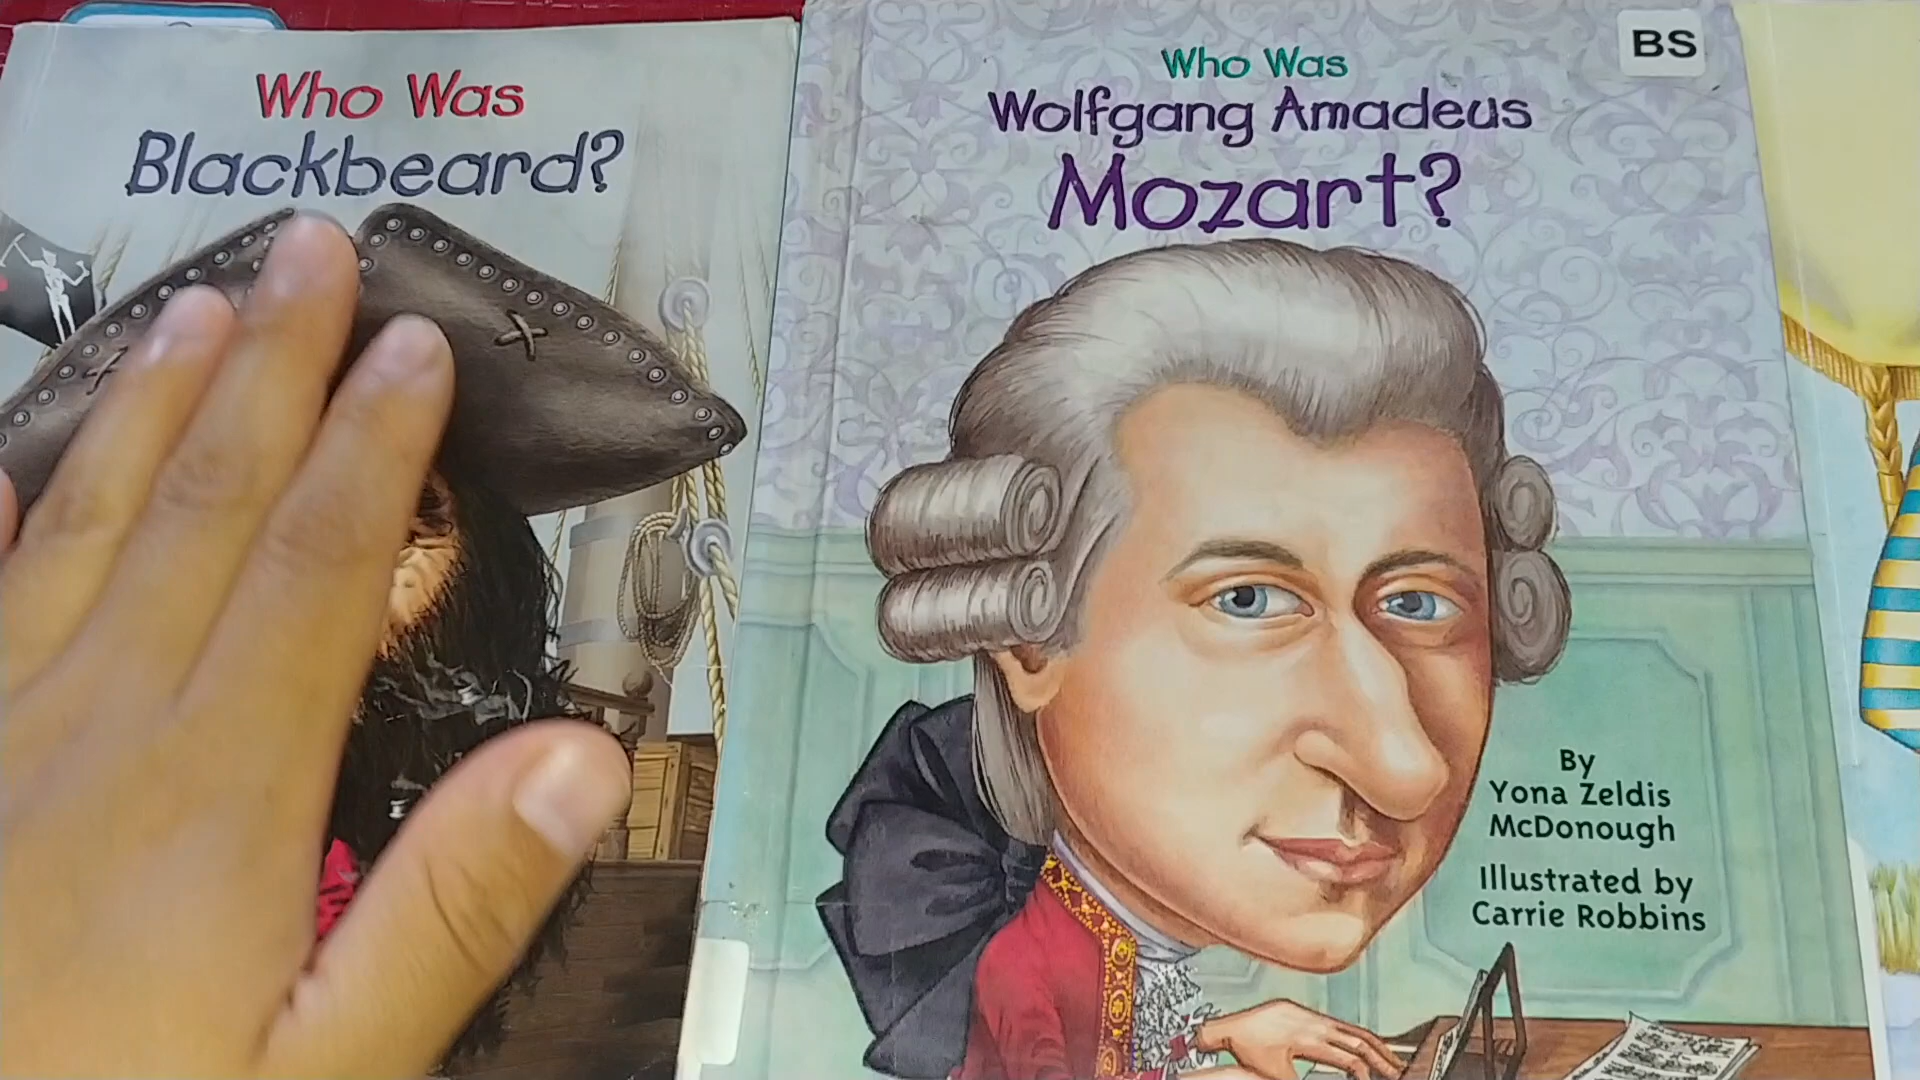 Who Was
Blackbeard?
BS
Who Was
Wolfgang Amadeus
Mozart?
By
Yona Zeldis
McDonough
Illustrated by
Carrie Robbins